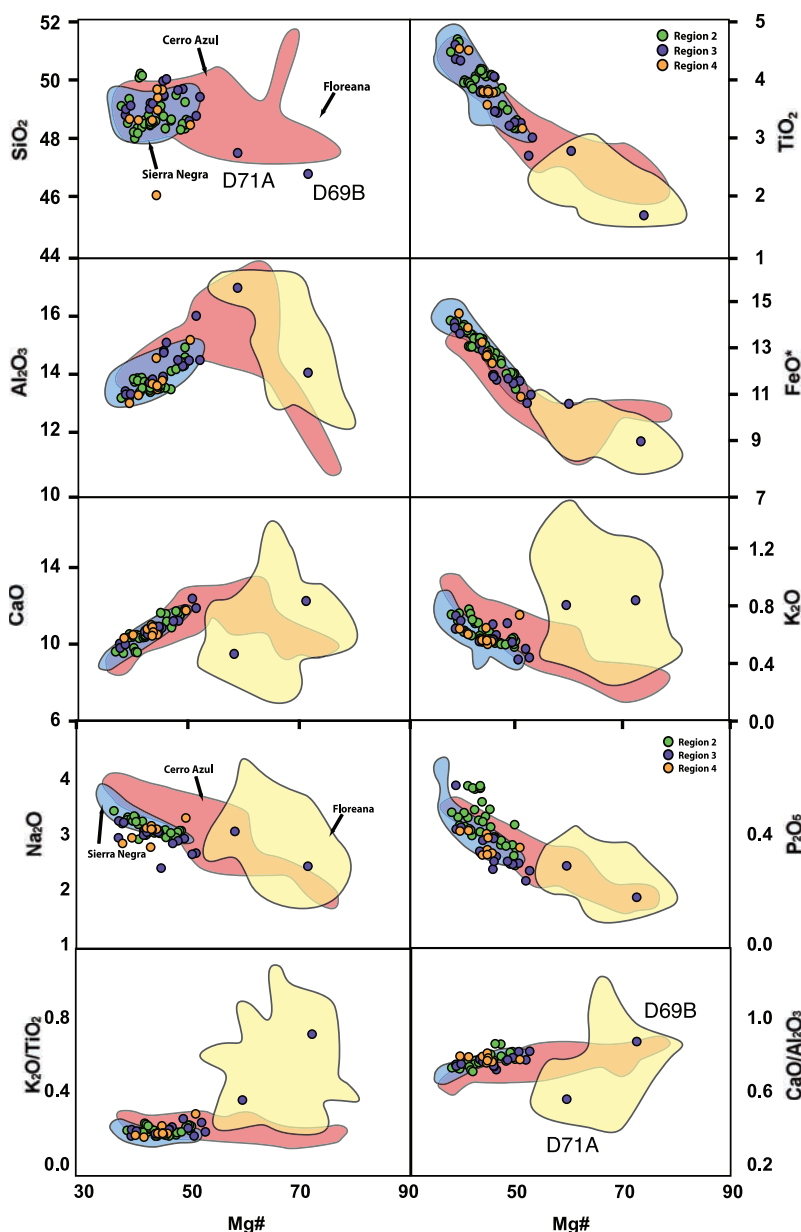 52
50
48
46
44
SiO₂
Cerro Azul
Floreana
Sierra Negra
D71A
D69B
Region 2
Region 3
Region 4
5
4
3
2
1
TiO₂
16
14
12
10
Al₂O₃
15
13
11
9
7
FeO*
14
10
6
CaO
1.2
0.8
0.4
0.0
K₂O
4
3
2
1
Na₂O
Cerro Azul
Sierra Negra
Floreana
Region 2
Region 3
Region 4
0.4
0.0
P₂O₅
0.8
0.4
0.0
K₂O/TiO₂
D69B
D71A
1.0
0.6
0.2
CaO/Al₂O₃
30
50
70
90
50
70
90
Mg#
Mg#